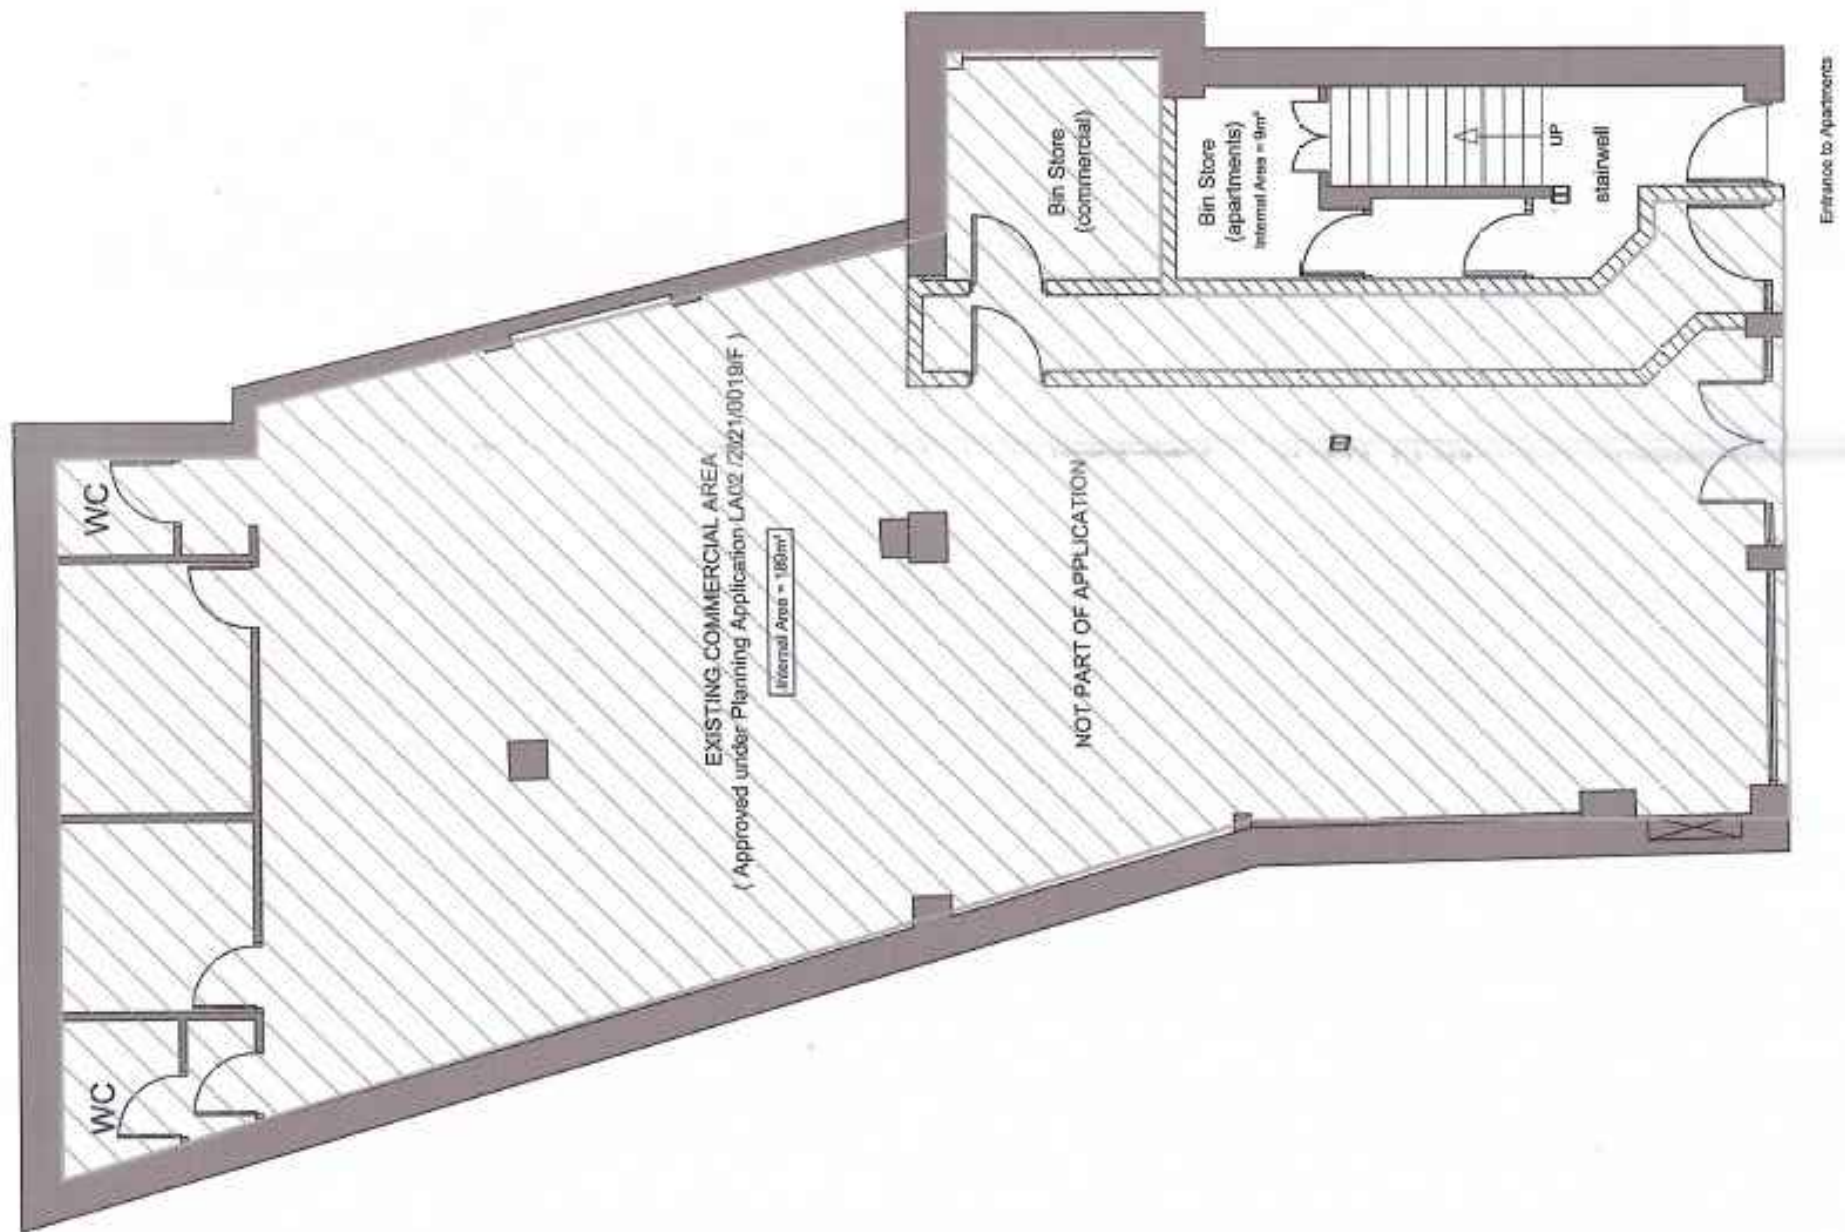 WC
WC
EXISTING COMMERCIAL AREA
( Approved under Planning Application LA02 /2021/0019/F )
Internal Area = 180m²
NOT PART OF APPLICATION
Bin Store
(commercial)
Bin Store
(apartments)
Internal Area = 9m²
UP
stairwell
Entrance to Apartments